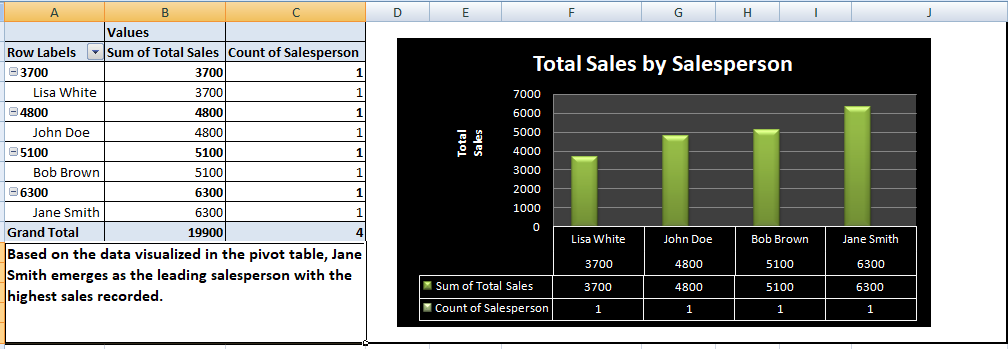 A B C D E F G H I J
Values
Row Labels Sum of Total Sales Count of Salesperson
3700 3700 1
Lisa White 3700 1
4800 4800 1
John Doe 4800 1
5100 5100 1
Bob Brown 5100 1
6300 6300 1
Jane Smith 6300 1
Grand Total 19900 4
Based on the data visualized in the pivot table, Jane
Smith emerges as the leading salesperson with the
highest sales recorded.
Total Sales by Salesperson
Total
Sales
7000
6000
5000
4000
3000
2000
1000
0
Lisa White John Doe Bob Brown Jane Smith
3700 4800 5100 6300
Sum of Total Sales 3700 4800 5100 6300
Count of Salesperson 1 1 1 1